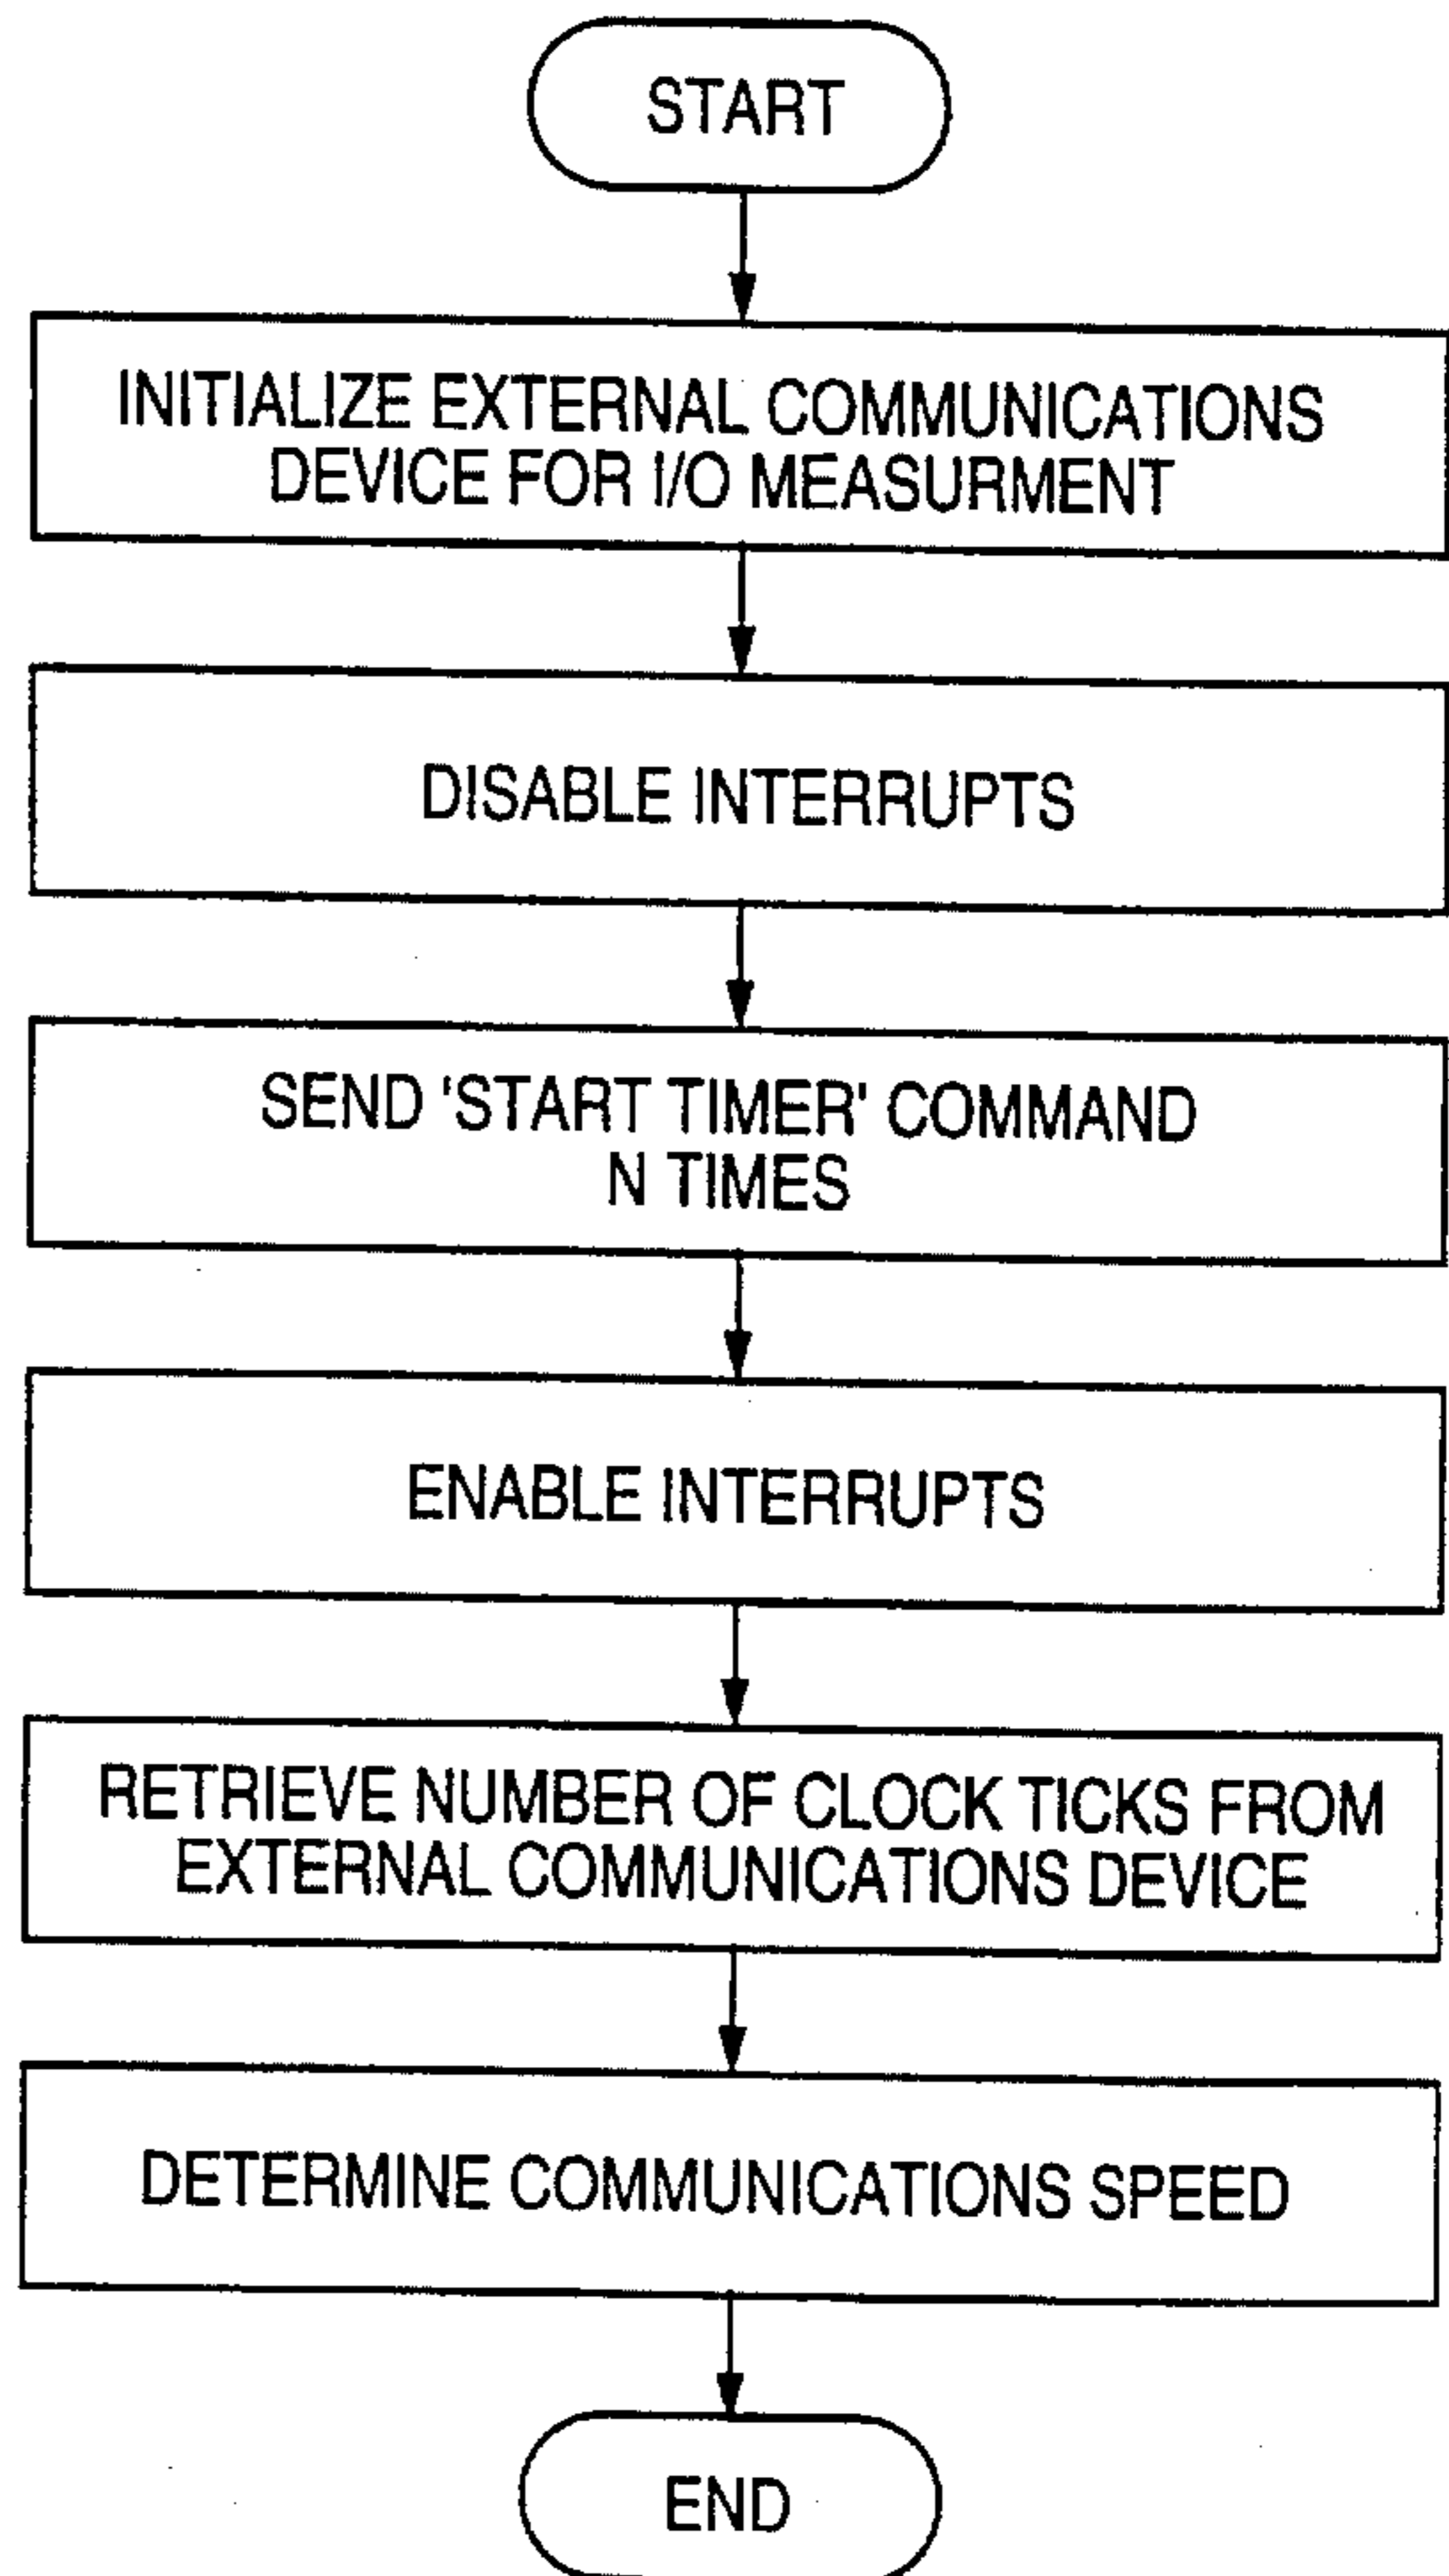 START
INITIALIZE EXTERNAL COMMUNICATIONS
DEVICE FOR I/O MEASURMENT
DISABLE INTERRUPTS
SEND 'START TIMER' COMMAND
N TIMES
ENABLE INTERRUPTS
RETRIEVE NUMBER OF CLOCK TICKS FROM
EXTERNAL COMMUNICATIONS DEVICE
DETERMINE COMMUNICATIONS SPEED
END